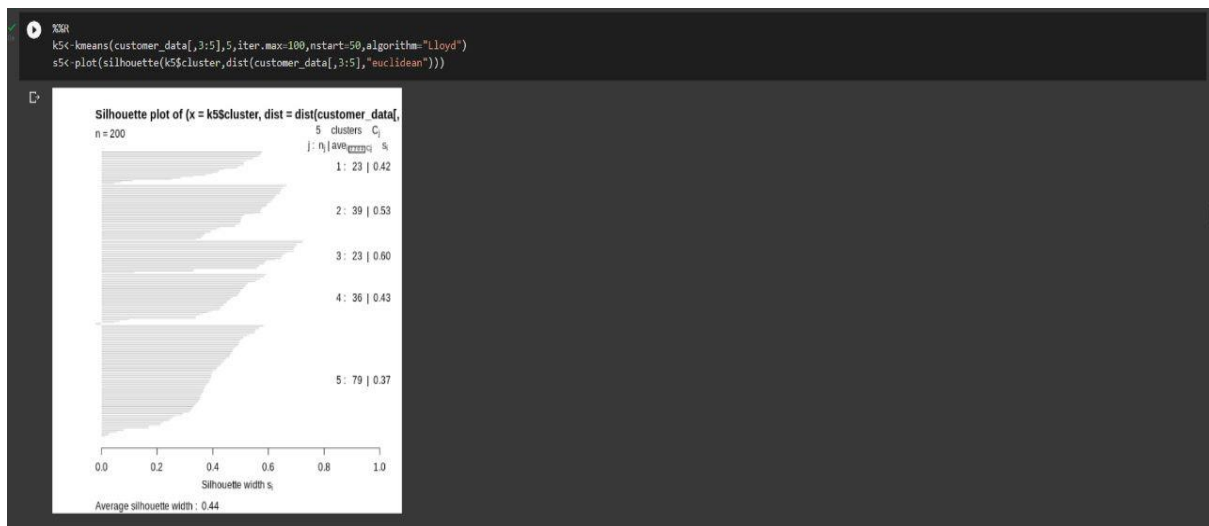 %%R
k5<-kmeans(customer_data[,3:5],5,iter.max=100,nstart=50,algorithm="Lloyd")
s5<-plot(silhouette(k5$cluster,dist(customer_data[,3:5],"euclidean")))
Silhouette plot of (x = k5$cluster, dist = dist(customer_data[,
n = 200
5 clusters Cj
j : nj | ave si
1 : 23 | 0.42
2 : 39 | 0.53
3 : 23 | 0.60
4 : 36 | 0.43
5 : 79 | 0.37
0.0 0.2 0.4 0.6 0.8 1.0
Silhouette width si
Average silhouette width : 0.44